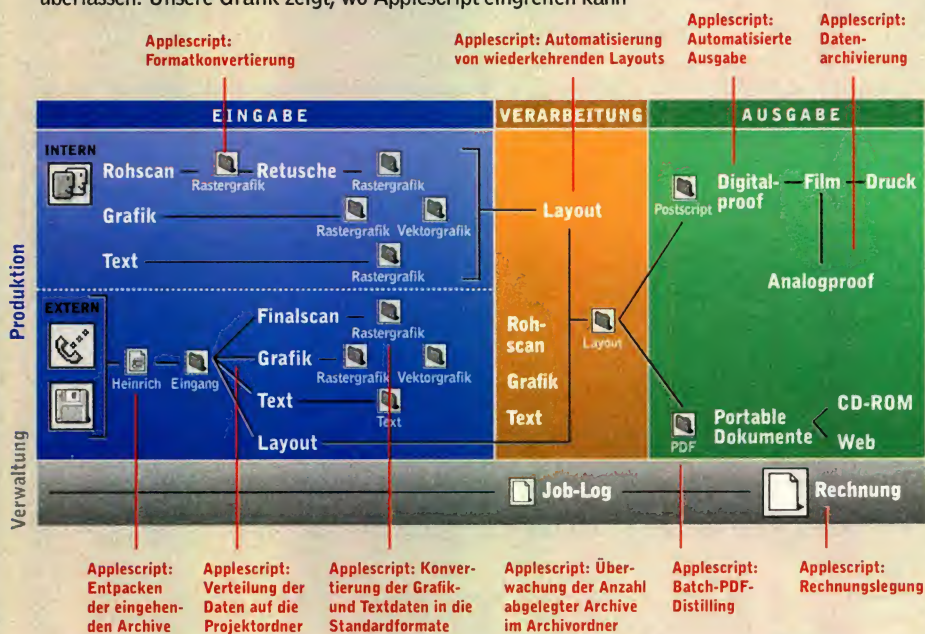 überlassen. Unsere Grafik zeigt, wo Applescript eingreifen kann
Applescript:
Formatkonvertierung
Applescript: Automatisierung
von wiederkehrenden Layouts
Applescript:
Automatisierte
Ausgabe
Applescript:
Daten-
archivierung
EINGABE
VERARBEITUNG
AUSGABE
Produktion
INTERN
Rohscan
Rastergrafik
Retusche
Rastergrafik
Grafik
Rastergrafik
Vektorgrafik
Text
Rastergrafik
EXTERN
Heinrich
Eingang
Finalscan
Rastergrafik
Grafik
Rastergrafik
Vektorgrafik
Text
Text
Layout
Layout
Roh-
scan
Grafik
Text
Layout
Postscript
Digital-
proof
Film
Druck
Analogproof
PDF
Portable
Dokumente
CD-ROM
Web
Verwaltung
Job-Log
Rechnung
Applescript:
Entpacken
der eingehen-
den Archive
Applescript:
Verteilung der
Daten auf die
Projektordner
Applescript: Konver-
tierung der Grafik-
und Textdaten in die
Standardformate
Applescript: Über-
wachung der Anzahl
abgelegter Archive
im Archivordner
Applescript:
Batch-PDF-
Distilling
Applescript:
Rechnungslegung